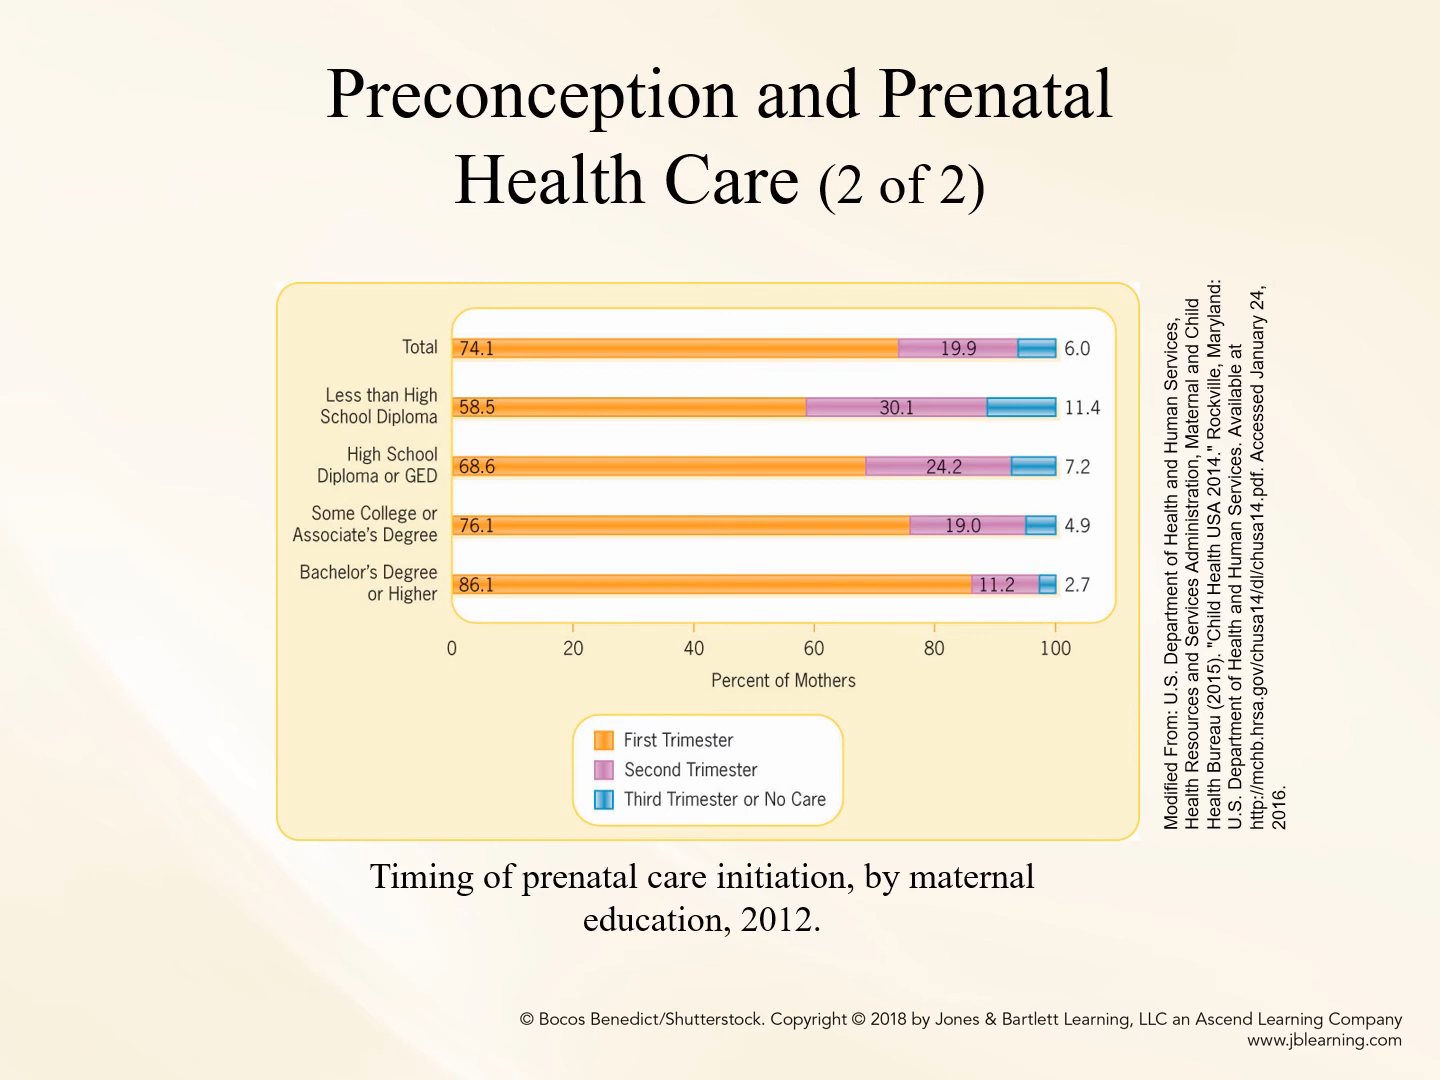 Preconception and Prenatal
Health Care (2 of 2)
Total
74.1
19.9
6.0
Less than High
School Diploma
58.5
30.1
11.4
High School
Diploma or GED
68.6
24.2
7.2
Some College or
Associate's Degree
76.1
19.0
4.9
Bachelor's Degree
or Higher
86.1
11.2
2.7
0 20 40 60 80 100
Percent of Mothers
First Trimester
Second Trimester
Third Trimester or No Care
Modified From: U.S. Department of Health and Human Services,
Health Resources and Services Administration, Maternal and Child
Health Bureau (2015). "Child Health USA 2014." Rockville, Maryland:
U.S. Department of Health and Human Services. Available at
http://mchb.hrsa.gov/chusa14/dl/chusa14.pdf. Accessed January 24,
2016.
Timing of prenatal care initiation, by maternal
education, 2012.
© Bocos Benedict/Shutterstock. Copyright © 2018 by Jones & Bartlett Learning, LLC an Ascend Learning Company
www.jblearning.com